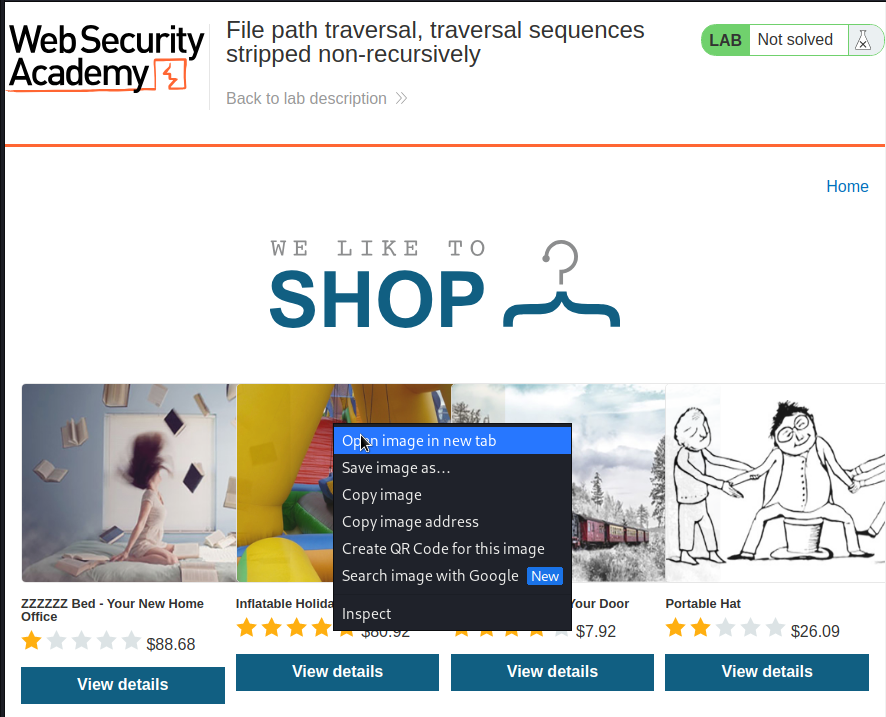 Web Security
Academy
File path traversal, traversal sequences
stripped non-recursively
Back to lab description
LAB
Not solved
Home
WE LIKE TO
SHOP
Open image in new tab
Save image as…
Copy image
Copy image address
Create QR Code for this image
Search image with Google New
Inspect
ZZZZZZ Bed - Your New Home
Office
$88.68
View details
Inflatable
$80.92
View details
Your Door
$7.92
View details
Portable Hat
$26.09
View details